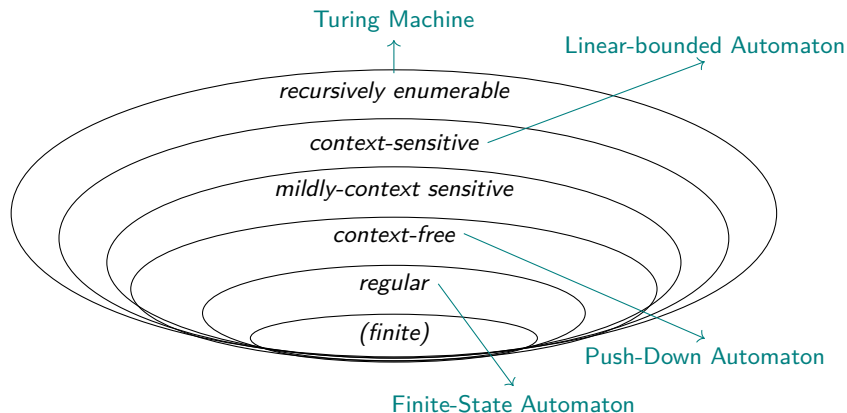 Turing Machine
Linear-bounded Automaton
recursively enumerable
context-sensitive
mildly-context sensitive
context-free
regular
(finite)
Push-Down Automaton
Finite-State Automaton